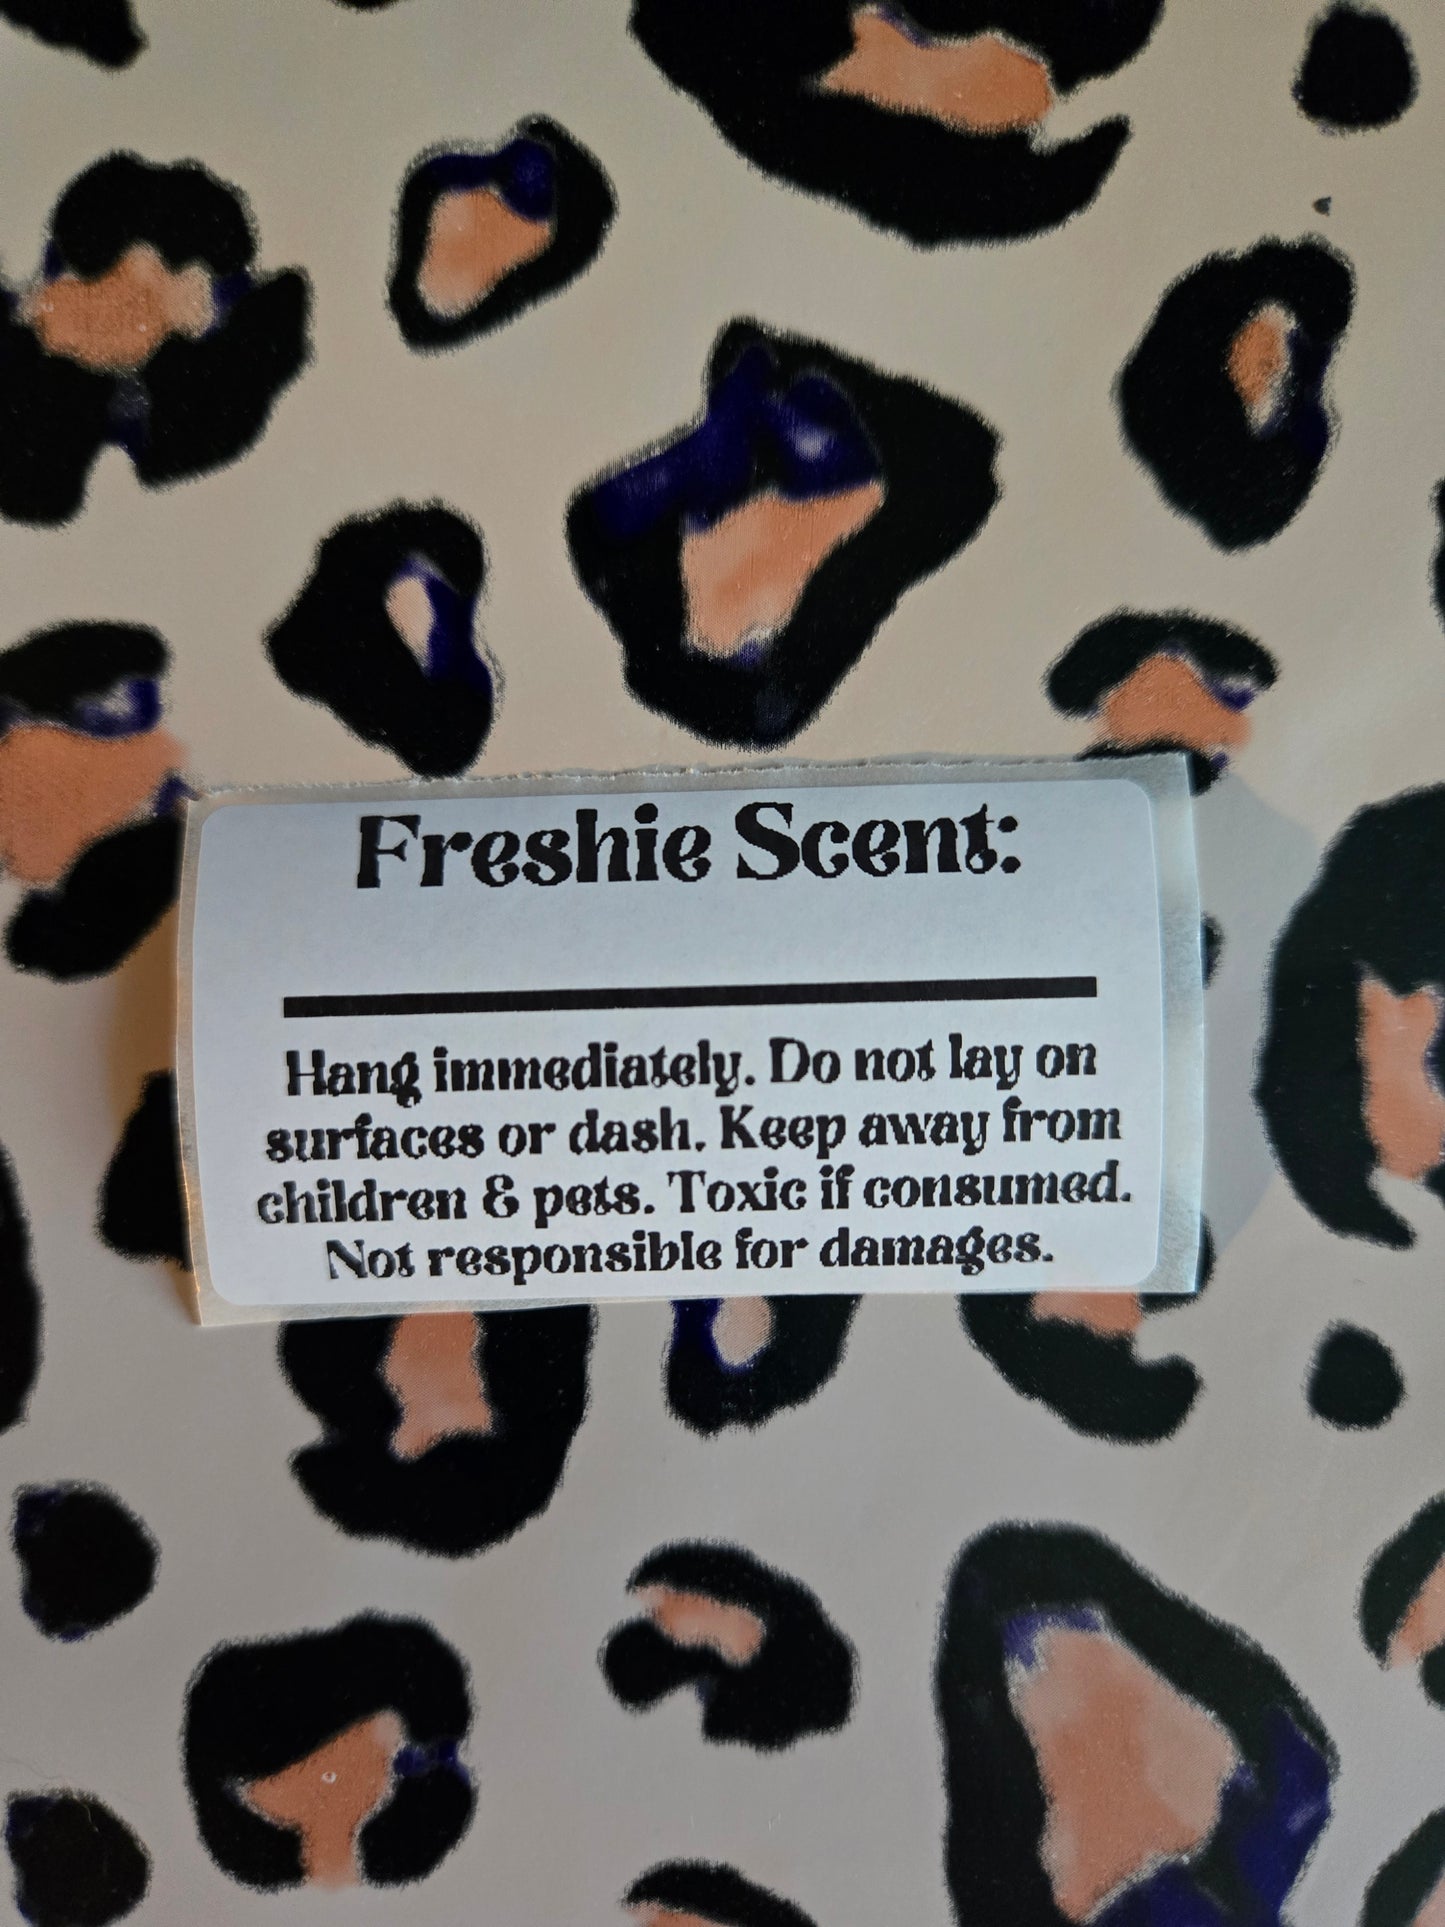 Freshie Scent:
Hang immediately. Do not lay on
surfaces or dash. Keep away from
children & pets. Toxic if consumed.
Not responsible for damages.